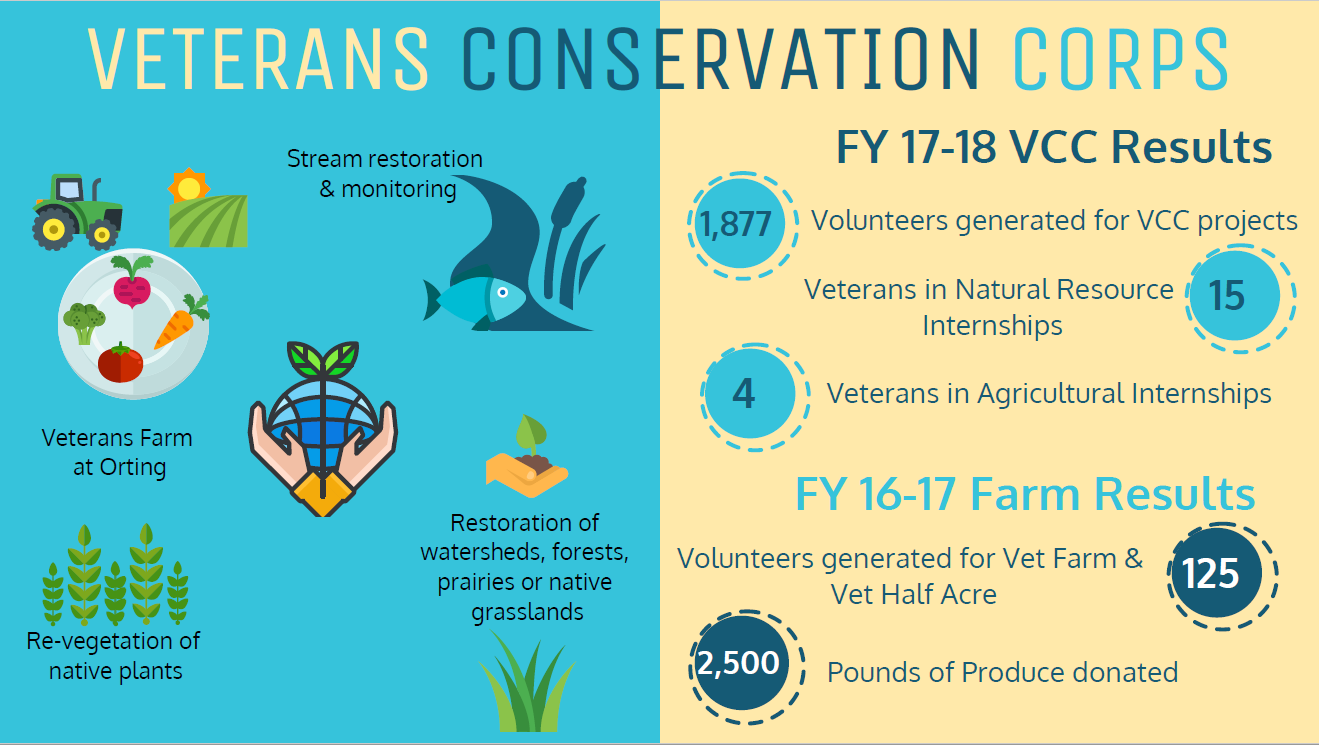 VETERANS CONSERVATION CORPS
Stream restoration
& monitoring
Veterans Farm
at Orting
Restoration of
watersheds, forests,
prairies or native
grasslands
Re-vegetation of
native plants
FY 17-18 VCC Results
1,877 Volunteers generated for VCC projects
Veterans in Natural Resource
Internships
15
4 Veterans in Agricultural Internships
FY 16-17 Farm Results
Volunteers generated for Vet Farm &
Vet Half Acre
125
2,500 Pounds of Produce donated